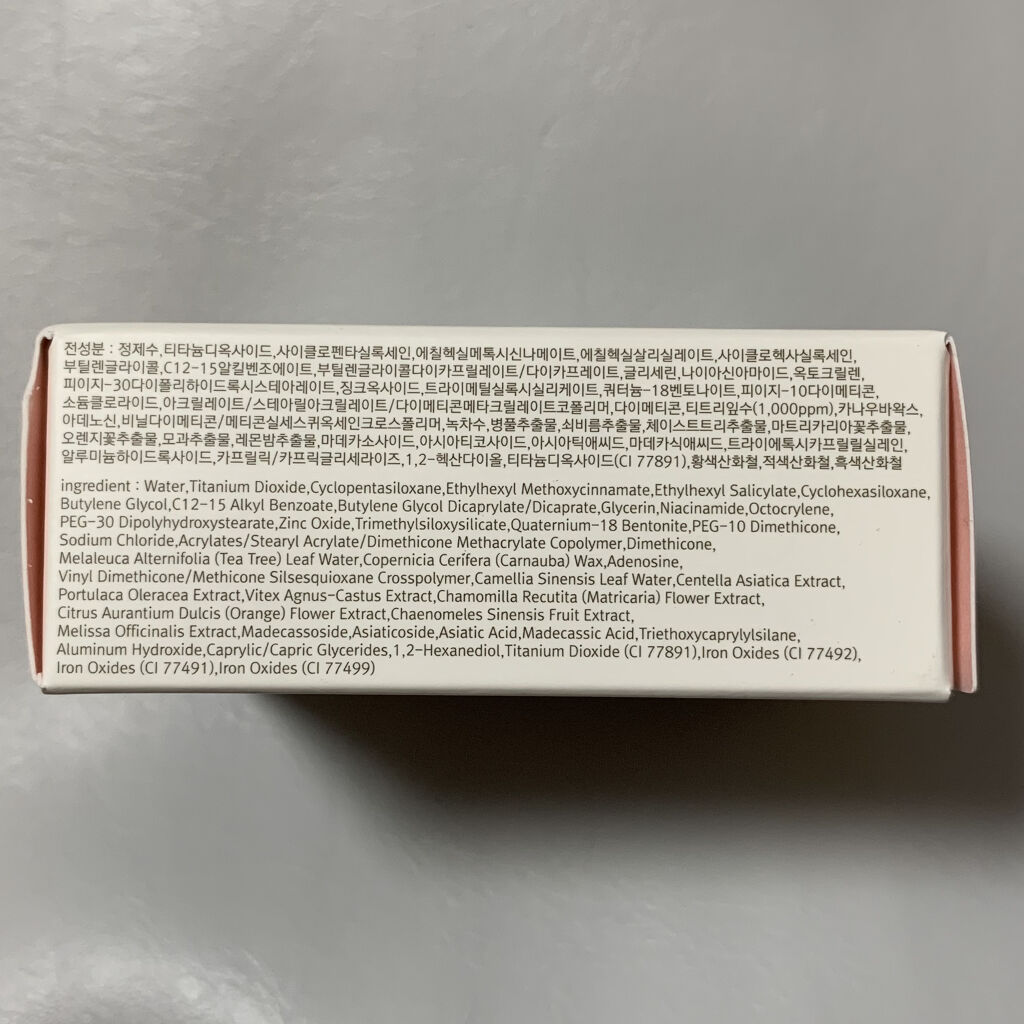 전성분 : 정제수,티타늄디옥사이드,사이클로펜타실록세인,에칠헥실메톡시신나메이트,에칠헥실살리실레이트,사이클로헥사실록세인,
부틸렌글라이콜,C12-15알킬벤조에이트,부틸렌글라이콜다이카프릴레이트/다이카프레이트,글리세린,나이아신아마이드,옥토크릴렌,
피이지-30다이폴리하이드록시스테아레이트,징크옥사이드,트라이메틸실록시실리케이트,쿼터늄-18벤토나이트,피이지-10다이메티콘,
소듐클로라이드,아크릴레이트/스테아릴아크릴레이트/다이메티콘메타크릴레이트코폴리머,다이메티콘,티트리잎수(1,000ppm),카나우바왁스,
아데노신,비닐다이메티콘/메티콘실세스퀴옥세인크로스폴리머,녹차수,병풀추출물,쇠비름추출물,체이스트트리추출물,마트리카리아꽃추출물,
오렌지꽃추출물,모과추출물,레몬밤추출물,마데카소사이드,아시아티코사이드,아시아틱애씨드,마데카식애씨드,트라이에톡시카프릴릴실레인,
알루미늄하이드록사이드,카프릴릭/카프릭글리세라이즈,1,2-헥산다이올,티타늄디옥사이드(CI 77891),황색산화철,적색산화철,흑색산화철
ingredient : Water,Titanium Dioxide,Cyclopentasiloxane,Ethylhexyl Methoxycinnamate,Ethylhexyl Salicylate,Cyclohexasiloxane,
Butylene Glycol,C12-15 Alkyl Benzoate,Butylene Glycol Dicaprylate/Dicaprate,Glycerin,Niacinamide,Octocrylene,
PEG-30 Dipolyhydroxystearate,Zinc Oxide,Trimethylsiloxysilicate,Quaternium-18 Bentonite,PEG-10 Dimethicone,
Sodium Chloride,Acrylates/Stearyl Acrylate/Dimethicone Methacrylate Copolymer,Dimethicone,
Melaleuca Alternifolia (Tea Tree) Leaf Water,Copernicia Cerifera (Carnauba) Wax,Adenosine,
Vinyl Dimethicone/Methicone Silsesquioxane Crosspolymer,Camellia Sinensis Leaf Water,Centella Asiatica Extract,
Portulaca Oleracea Extract,Vitex Agnus-Castus Extract,Chamomilla Recutita (Matricaria) Flower Extract,
Citrus Aurantium Dulcis (Orange) Flower Extract,Chaenomeles Sinensis Fruit Extract,
Melissa Officinalis Extract,Madecassoside,Asiaticoside,Asiatic Acid,Madecassic Acid,Triethoxycaprylylsilane,
Aluminum Hydroxide,Caprylic/Capric Glycerides,1,2-Hexanediol,Titanium Dioxide (CI 77891),Iron Oxides (CI 77492),
Iron Oxides (CI 77491),Iron Oxides (CI 77499)